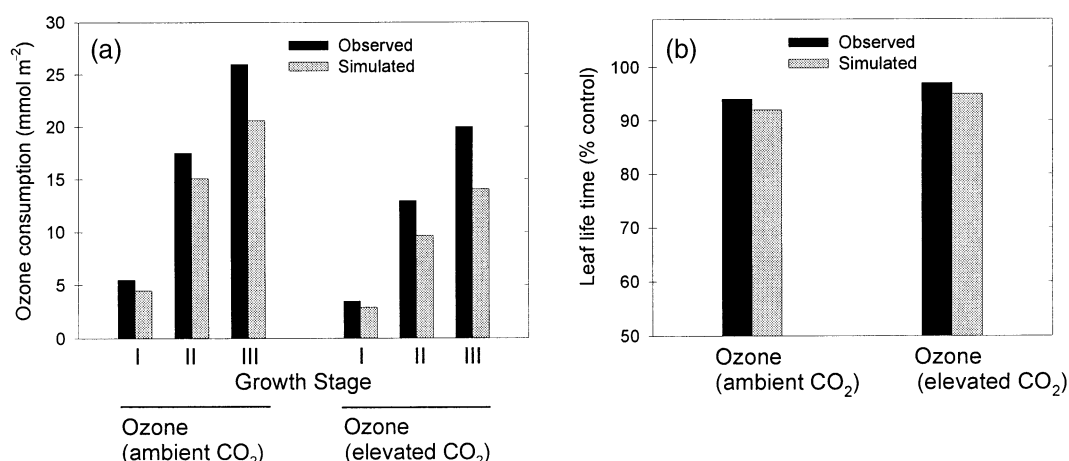 (a)
Observed
Simulated
Ozone consumption (mmol m⁻²)
30
25
20
15
10
5
0
I II III I II III
Growth Stage
Ozone
(ambient CO₂)
Ozone
(elevated CO₂)
(b)
Observed
Simulated
Leaf life time (% control)
100
90
80
70
60
50
Ozone
(ambient CO₂)
Ozone
(elevated CO₂)